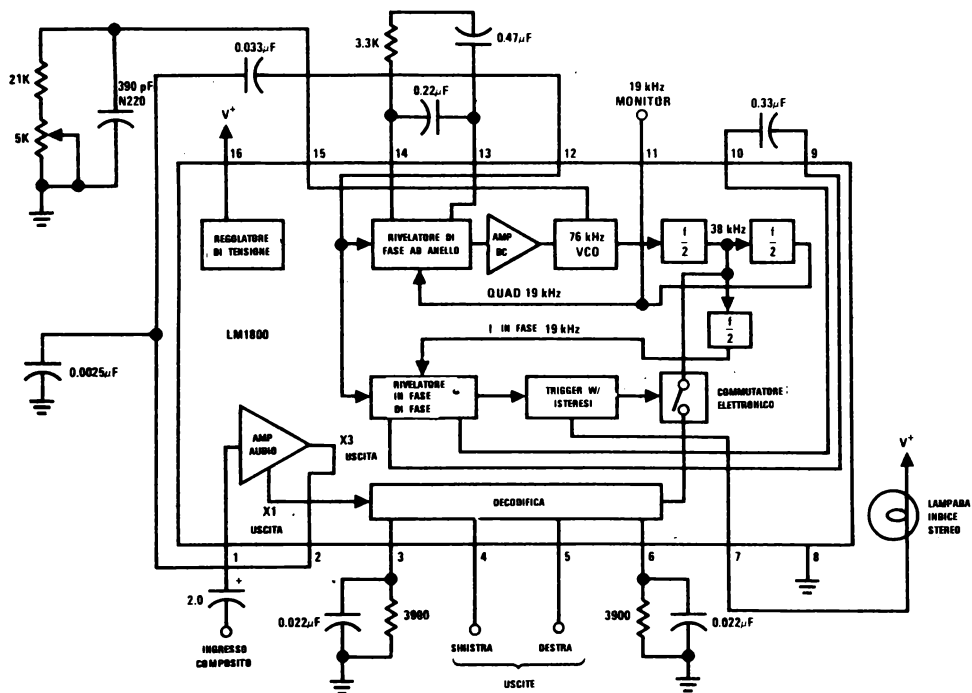 3.3K
0.47µF
0.033µF
21K
390 pF
N220
0.22µF
19 kHz
MONITOR
0.33µF
5K
V+
16
15
14
13
12
11
10
9
REGOLATORE
DI TENSIONE
RIVELATORE DI
FASE AD ANELLO
AMP
DC
76 kHz
VCO
f
2
38 kHz
f
2
QUAD 19 kHz
f
2
I IN FASE 19 kHz
LM1800
0.0025µF
RIVELATORE
IN FASE
DI FASE
TRIGGER W/
ISTERESI
COMMUTATORE
ELETTRONICO
AMP
AUDIO
X3
USCITA
V+
X1
USCITA
DECODIFICA
LAMPABA
INDICE
STEREO
1
2
3
4
5
6
7
8
+
2.0
0.022µF
3900
3900
0.022µF
INGRESSO
COMPOSITO
SINISTRA
DESTRA
USCITE